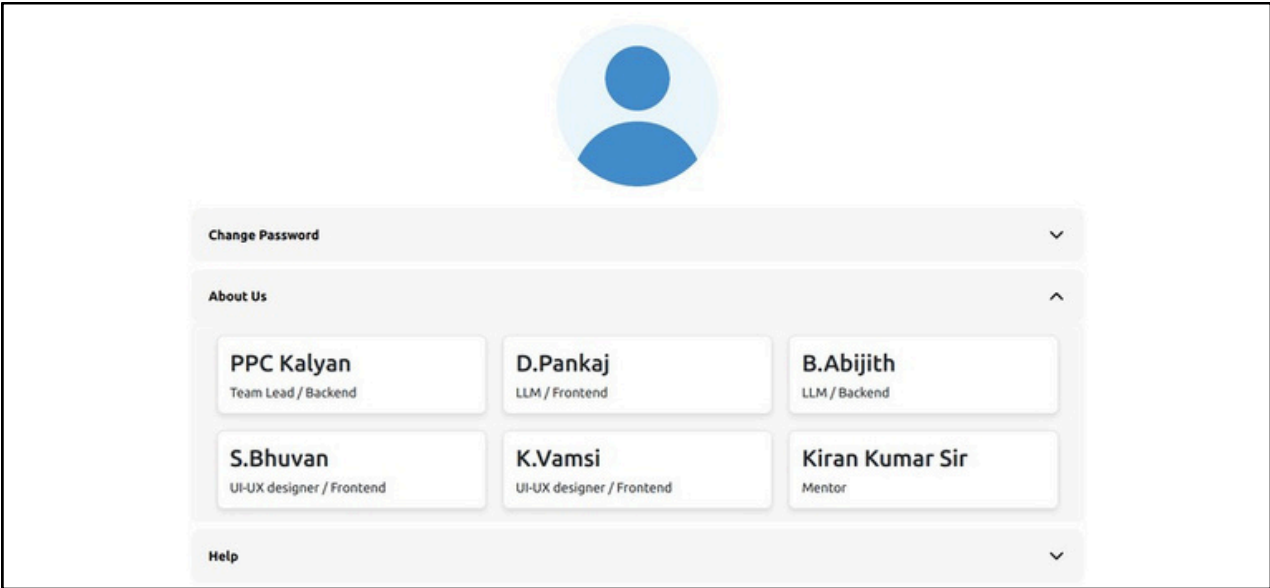 Change Password
About Us
PPC Kalyan
Team Lead / Backend
D.Pankaj
LLM / Frontend
B.Abijith
LLM / Backend
S.Bhuvan
UI-UX designer / Frontend
K.Vamsi
UI-UX designer / Frontend
Kiran Kumar Sir
Mentor
Help